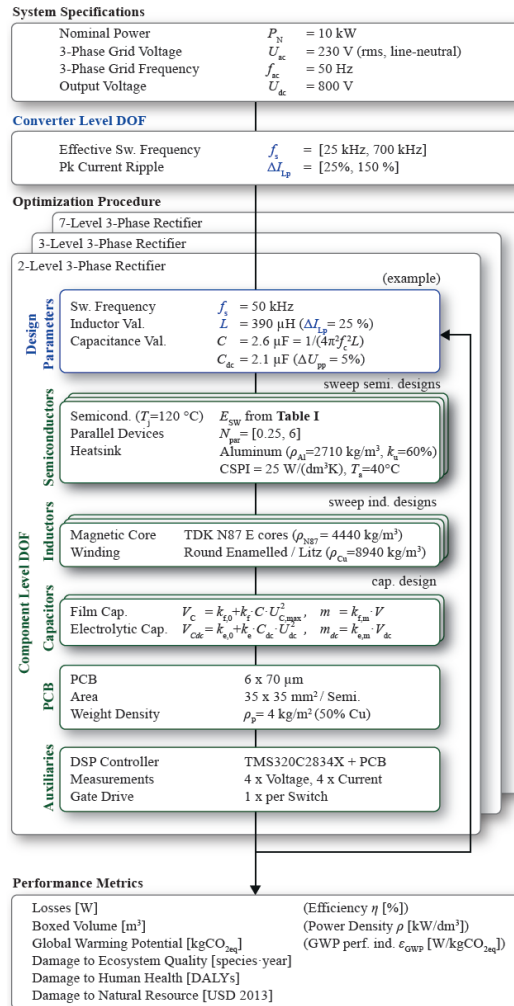 System Specifications
Nominal Power P_N = 10 kW
3-Phase Grid Voltage U_ac = 230 V (rms, line-neutral)
3-Phase Grid Frequency f_ac = 50 Hz
Output Voltage U_dc = 800 V
Converter Level DOF
Effective Sw. Frequency f_s = [25 kHz, 700 kHz]
Pk Current Ripple ΔI_Lp = [25%, 150 %]
Optimization Procedure
7-Level 3-Phase Rectifier
3-Level 3-Phase Rectifier
2-Level 3-Phase Rectifier
(example)
Design Parameters
Sw. Frequency f_s = 50 kHz
Inductor Val. L = 390 µH (ΔI_Lp = 25 %)
Capacitance Val. C = 2.6 µF = 1/(4π²f_c²L)
C_dc = 2.1 µF (ΔU_pp = 5%)
Component Level DOF
sweep semi. designs
Semiconductors
Semicond. (T_j=120 °C) E_SW from Table I
Parallel Devices N_par = [0.25, 6]
Heatsink Aluminum (ρ_Al=2710 kg/m³, k_u=60%)
CSPI = 25 W/(dm³K), T_a=40°C
sweep ind. designs
Inductors
Magnetic Core TDK N87 E cores (ρ_N87 = 4440 kg/m³)
Winding Round Enamelled / Litz (ρ_Cu=8940 kg/m³)
cap. design
Capacitors
Film Cap. V_C = k_f,0+k_f·C·U²_C,max, m = k_f,m·V
Electrolytic Cap. V_Cdc = k_e,0+k_e·C_dc·U²_dc, m_dc = k_e,m·V_dc
PCB
PCB 6 x 70 µm
Area 35 x 35 mm² / Semi.
Weight Density ρ_p= 4 kg/m² (50% Cu)
Auxiliaries
DSP Controller TMS320C2834X + PCB
Measurements 4 x Voltage, 4 x Current
Gate Drive 1 x per Switch
Performance Metrics
Losses [W] (Efficiency η [%])
Boxed Volume [m³] (Power Density ρ [kW/dm³])
Global Warming Potential [kgCO_2eq] (GWP perf. ind. ε_GWP [W/kgCO_2eq])
Damage to Ecosystem Quality [species·year]
Damage to Human Health [DALYs]
Damage to Natural Resource [USD 2013]